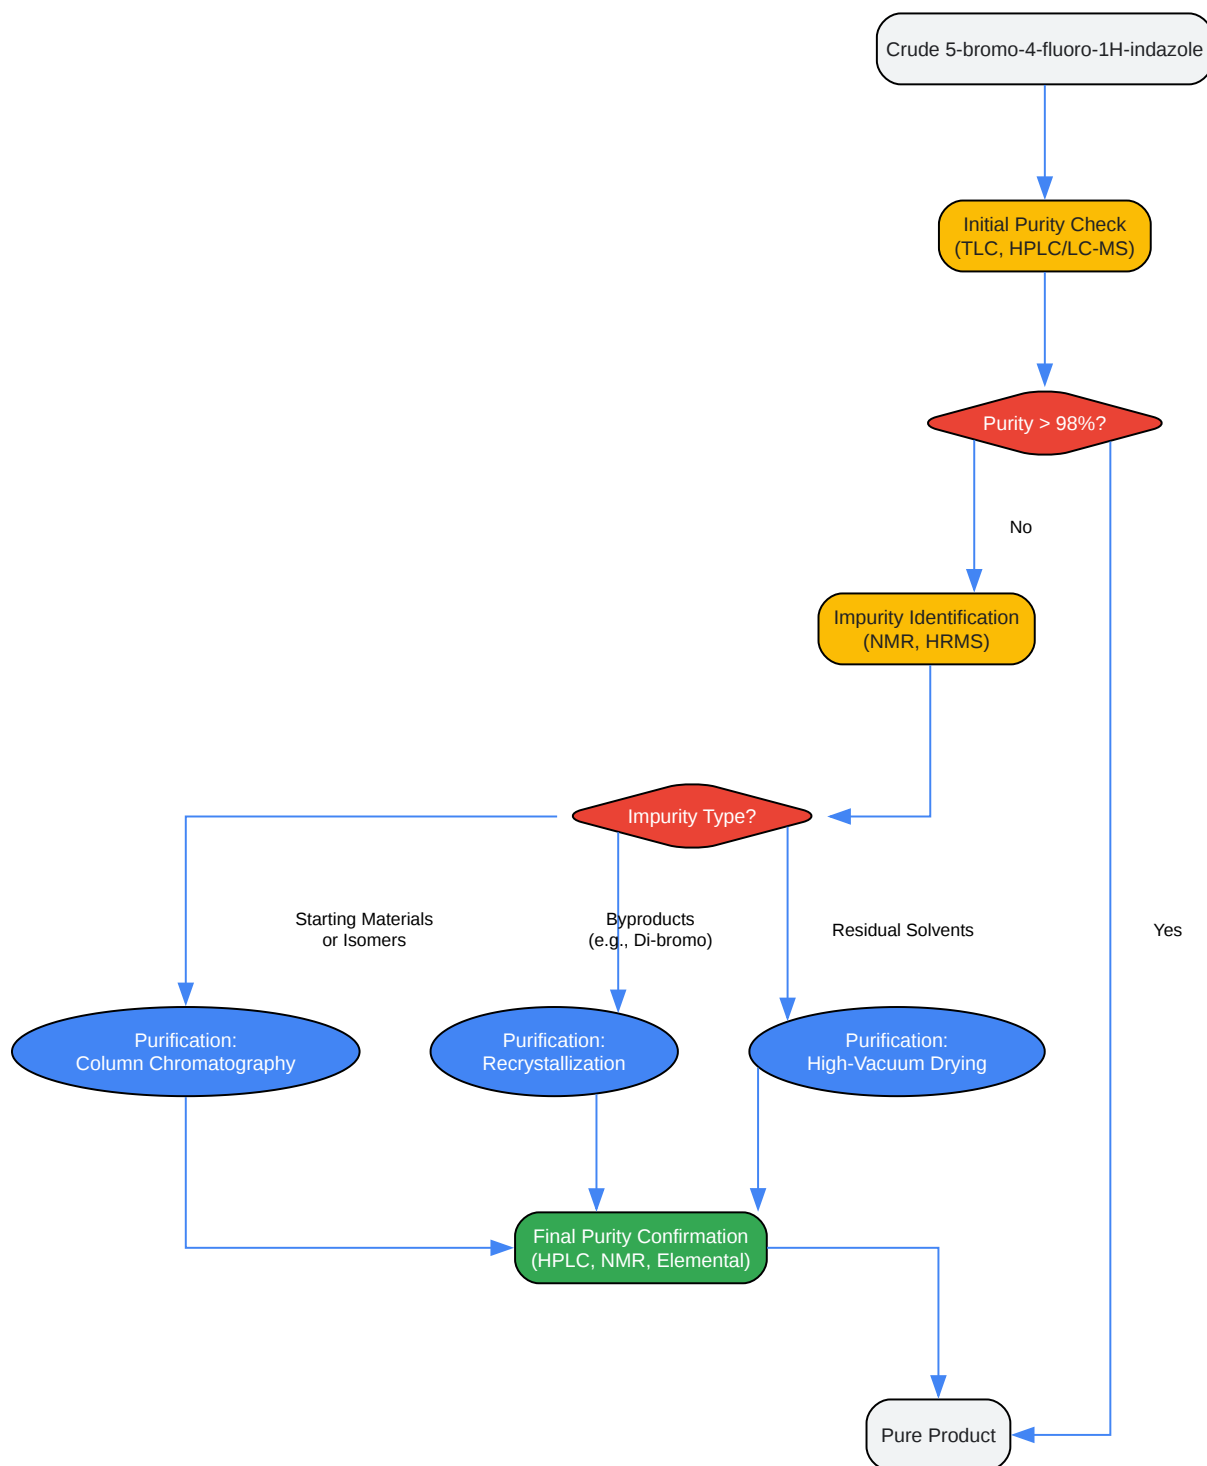 Crude 5-bromo-4-fluoro-1H-indazole
Initial Purity Check
(TLC, HPLC/LC-MS)
Purity > 98%?
No
Impurity Identification
(NMR, HRMS)
Impurity Type?
Starting Materials
or Isomers
Byproducts
(e.g., Di-bromo)
Residual Solvents
Yes
Purification:
Column Chromatography
Purification:
Recrystallization
Purification:
High-Vacuum Drying
Final Purity Confirmation
(HPLC, NMR, Elemental)
Pure Product